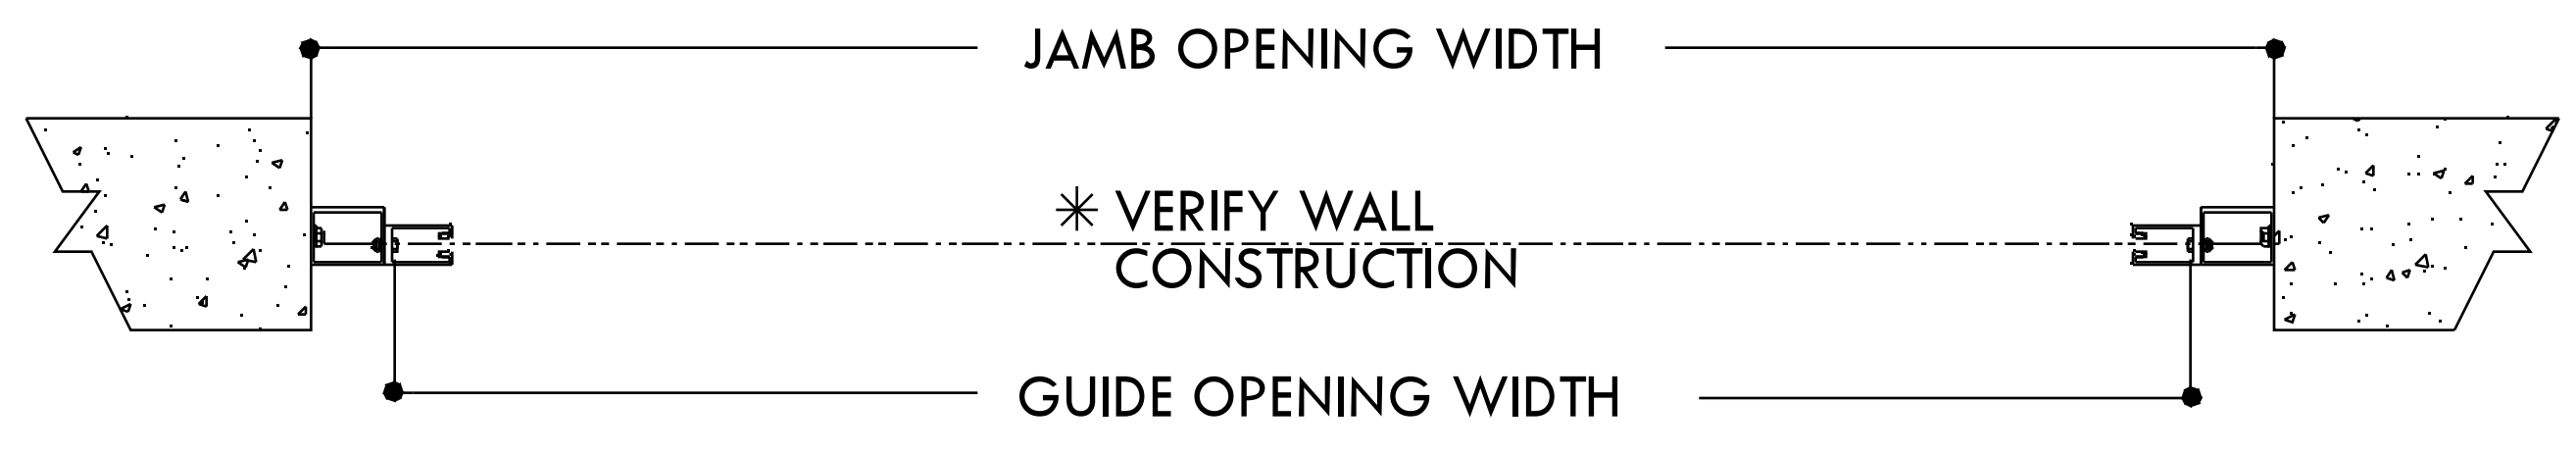 JAMB OPENING WIDTH
✳ VERIFY WALL
CONSTRUCTION
GUIDE OPENING WIDTH